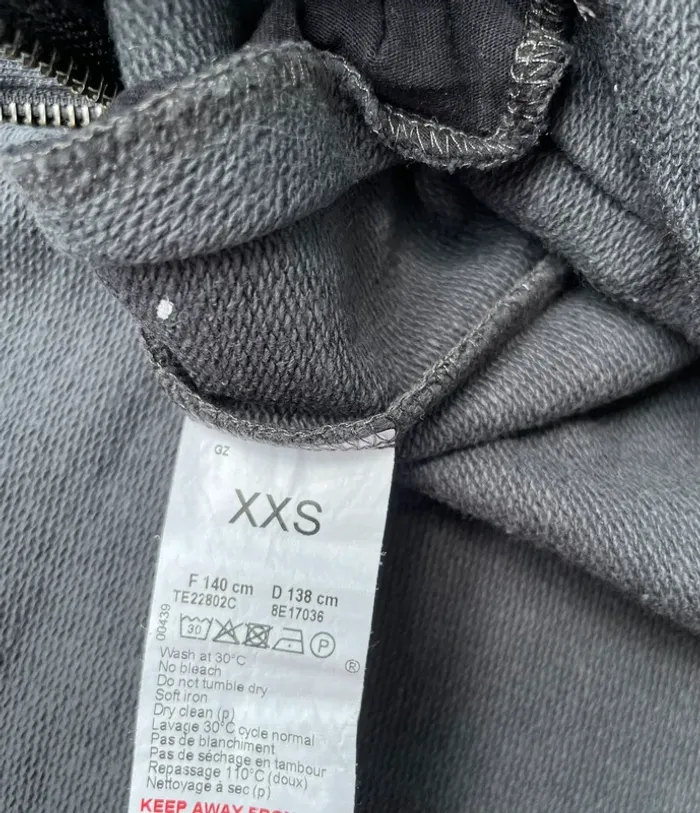 GZ
XXS
F 140 cm D 138 cm
TE22802C 8E17036
00439
30 P
®
Wash at 30°C
No bleach
Do not tumble dry
Soft iron
Dry clean (p)
Lavage 30°C cycle normal
Pas de blanchiment
Pas de séchage en tambour
Repassage 110°C (doux)
Nettoyage à sec (p)
KEEP AWAY FROM